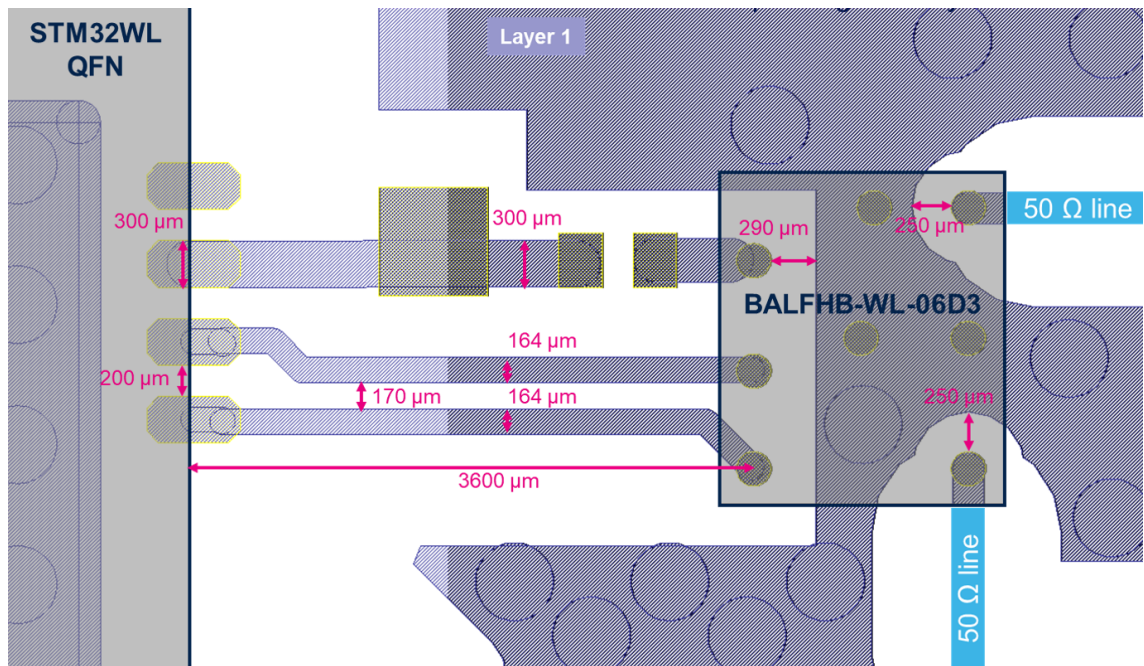 STM32WL
QFN
Layer 1
300 µm
300 µm
290 µm
250 µm
50 Ω line
BALFHB-WL-06D3
164 µm
200 µm
170 µm
164 µm
250 µm
3600 µm
50 Ω line